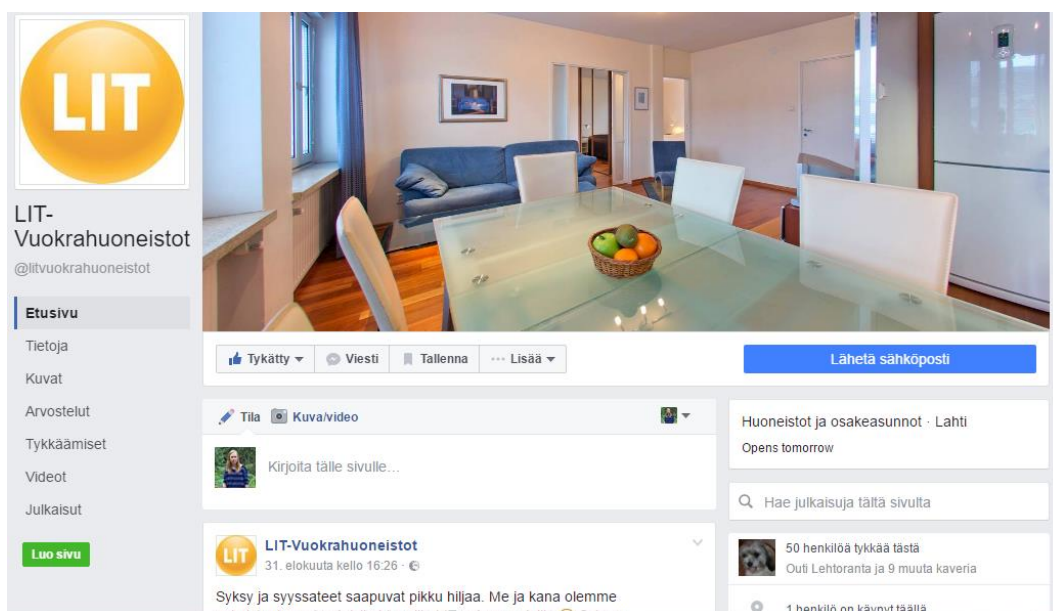 LIT
LIT-
Vuokrahuoneistot
@litvuokrahuoneistot
Etusivu
Tietoja
Kuvat
Arvostelut
Tykkäämiset
Videot
Julkaisut
Luo sivu
Tykätty
Viesti
Tallenna
Lisää
Lähetä sähköposti
Tila
Kuva/video
Kirjoita tälle sivulle...
LIT
LIT-Vuokrahuoneistot
31. elokuuta kello 16:26 ·
Syksy ja syyssateet saapuvat pikku hiljaa. Me ja kana olemme
Huoneistot ja osakeasunnot · Lahti
Opens tomorrow
Hae julkaisuja tältä sivulta
50 henkilöä tykkää tästä
Outi Lehtoranta ja 9 muuta kaveria
1 henkilö on käynyt täällä